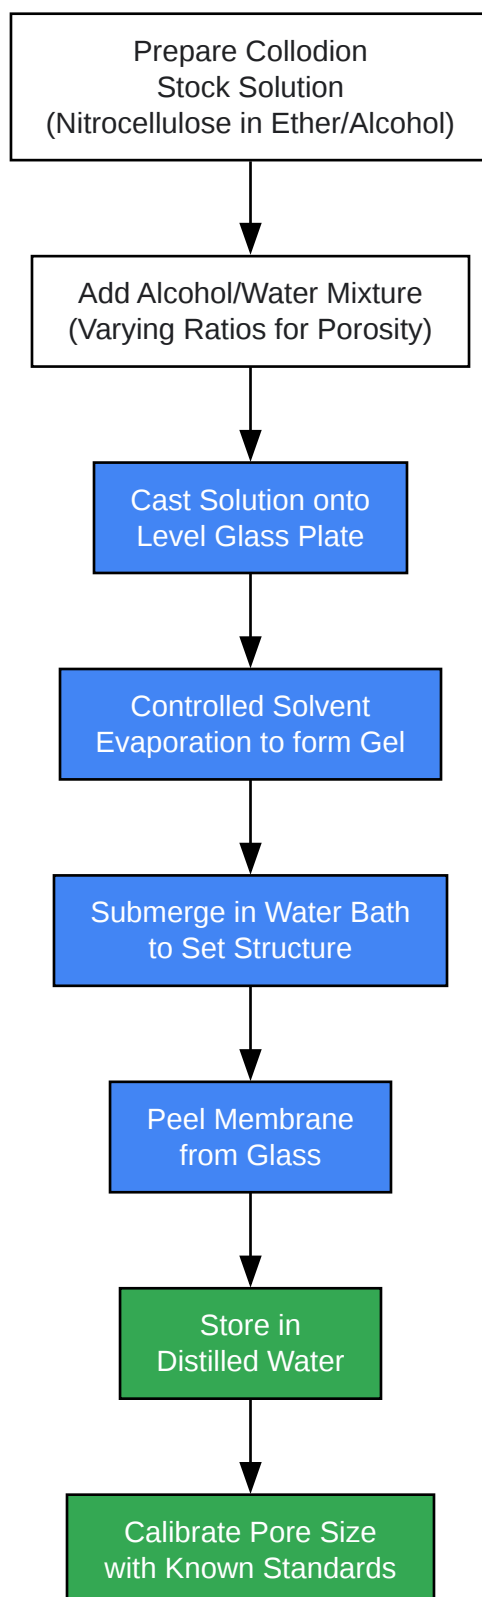 Prepare Collodion
Stock Solution
(Nitrocellulose in Ether/Alcohol)
Add Alcohol/Water Mixture
(Varying Ratios for Porosity)
Cast Solution onto
Level Glass Plate
Controlled Solvent
Evaporation to form Gel
Submerge in Water Bath
to Set Structure
Peel Membrane
from Glass
Store in
Distilled Water
Calibrate Pore Size
with Known Standards